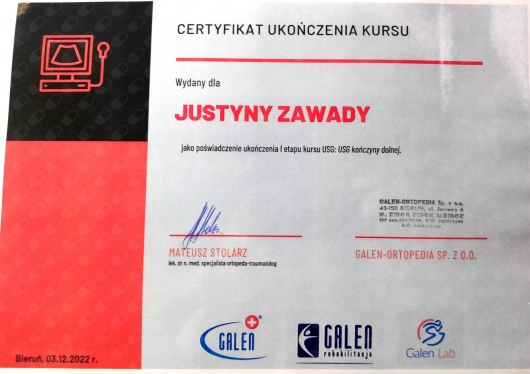 CERTYFIKAT UKOŃCZENIA KURSU
Wydany dla
JUSTYNY ZAWADY
jako poświadczenie ukończenia I etapu kursu USG: USG kończyny dolnej.
GALEN-ORTOPEDIA Sp. z o.o.
43-150 BIERUŃ, ul. Jerzego 6
MATEUSZ STOLARZ
lek. dr n. med. specjalista ortopeda-traumatolog
GALEN-ORTOPEDIA SP. Z O.O.
GALEN
GALEN
rehabilitacja
Galen Lab
Bieruń, 03.12.2022 r.